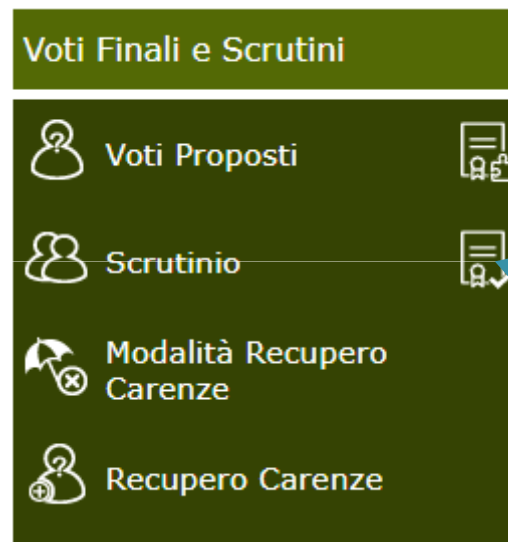 Voti Finali e Scrutini
Voti Proposti
Scrutinio
Modalità Recupero
Carenze
Recupero Carenze